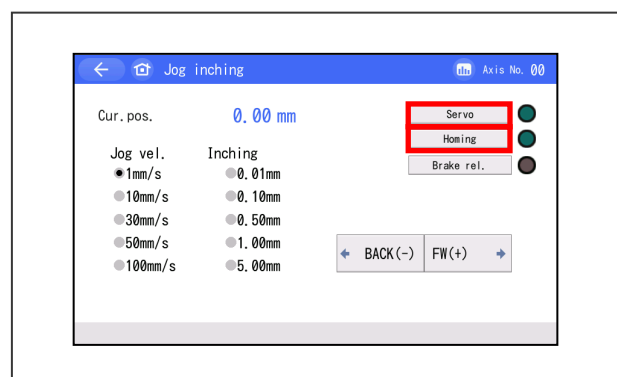 Jog inching
Axis No. 00
Cur.pos.
0.00 mm
Servo
Homing
Brake rel.
Jog vel.
Inching
1mm/s
0.01mm
10mm/s
0.10mm
30mm/s
0.50mm
50mm/s
1.00mm
100mm/s
5.00mm
BACK(-)
FW(+)